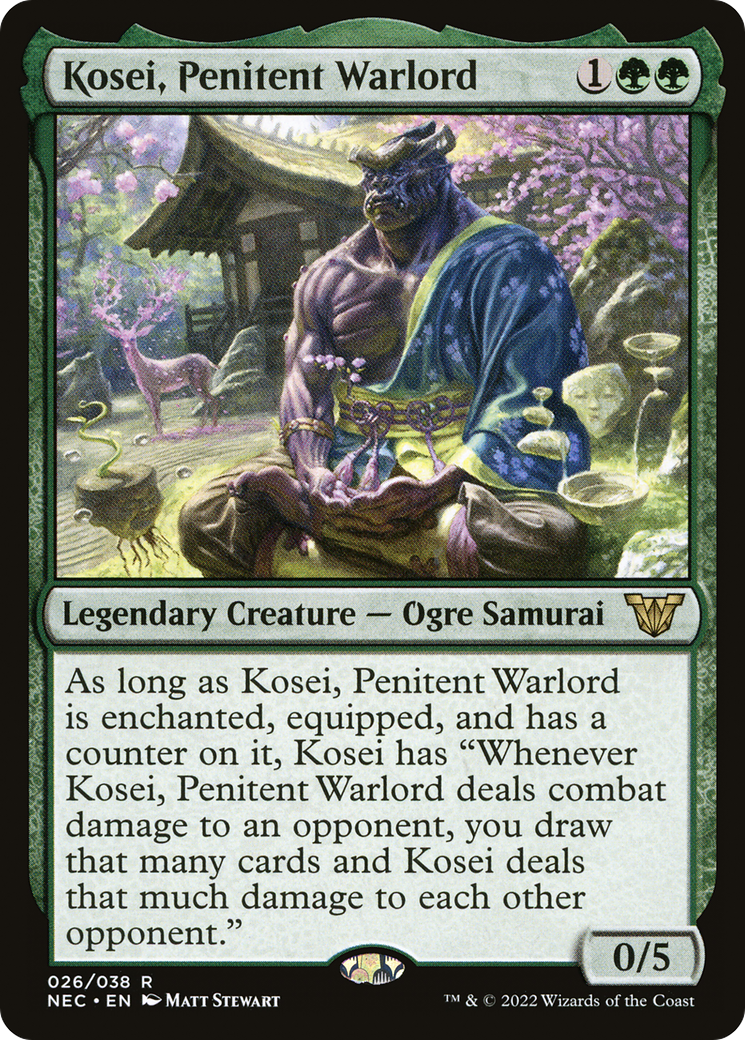 Kosei, Penitent Warlord 1
Legendary Creature — Ogre Samurai
As long as Kosei, Penitent Warlord
is enchanted, equipped, and has a
counter on it, Kosei has “Whenever
Kosei, Penitent Warlord deals combat
damage to an opponent, you draw
that many cards and Kosei deals
that much damage to each other
opponent.”
0/5
026/038 R
NEC • EN Matt Stewart
™ & © 2022 Wizards of the Coast